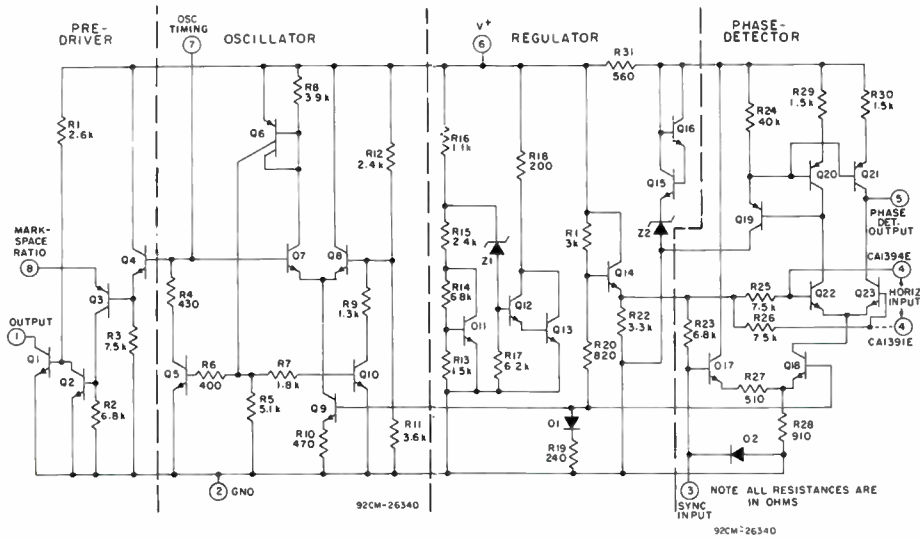 PRE-
DRIVER
OSC
TIMING
7
OSCILLATOR
V+
6
REGULATOR
PHASE-
DETECTOR
R31
560
R1
2.6k
R8
3.9k
Q6
R12
2.4k
R16
1.1k
R18
200
Q16
R24
40k
R29
1.5k
R30
1.5k
Q15
Q20
Q21
5
PHASE
DET.
OUTPUT
MARK-
SPACE
RATIO
8
Q4
Q7
Q8
R15
2.4k
Z1
R1
3k
Q14
Z2
Q19
4
CA1394E
HORIZ
INPUT
4
CA1391E
Q3
R4
430
R9
1.3k
R14
6.8k
Q11
Q12
Q13
R25
7.5k
R26
7.5k
Q22
Q23
OUTPUT
1
Q1
Q2
R3
7.5k
R22
3.3k
R23
6.8k
Q5
R6
400
R7
1.8k
Q10
R13
1.5k
R17
6.2k
R20
820
Q17
Q18
R27
510
R2
6.8k
R5
5.1k
Q9
R10
470
R11
3.6k
D1
R19
240
R28
910
D2
2
GND
3
SYNC
INPUT
NOTE ALL RESISTANCES ARE
IN OHMS
92CM-26340
92CM-26340